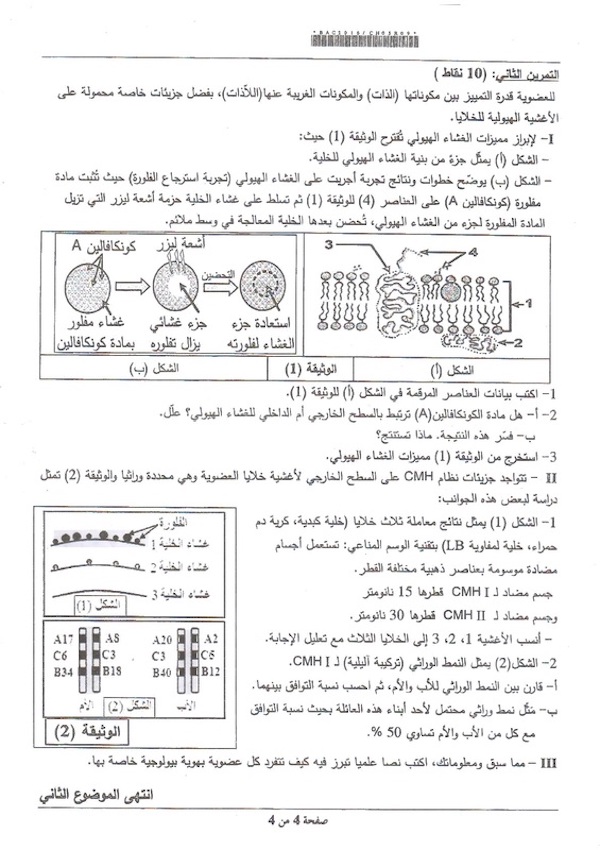 *BAC2015/CH03B09*
التمرين الثاني: (10 نقاط)
للعضوية قدرة التمييز بين مكوناتها (الذات) والمكونات الغريبة عنها(اللاّذات)، بفضل جزيئات خاصة محمولة على
الأغشية الهيولية للخلايا.
I– لإبراز مميزات الغشاء الهيولي تُقترح الوثيقة (1) حيث:
– الشكل (أ) يمثّل جزءً من بنية الغشاء الهيولي للخلية.
– الشكل (ب) يوضّح خطوات ونتائج تجربة أجريت على الغشاء الهيولي (تجربة استرجاع الفلورة) حيث تُثبت مادة
مفلورة (كونكافالين A) على العناصر (4) للوثيقة (1) ثم تسلط على غشاء الخلية حزمة أشعة ليزر التي تزيل
المادة المفلورة لجزء من الغشاء الهيولي، تُحضن بعدها الخلية المعالجة في وسط ملائم.
3
4
1
2
كونكافالين A
أشعة ليزر
التحضين
غشاء مفلور
بمادة كونكافالين
جزء غشائي
يزال تفلوره
استعادة جزء
الغشاء لفلورته
الشكل (أ)
الوثيقة (1)
الشكل (ب)
1– اكتب بيانات العناصر المرقمة في الشكل (أ) للوثيقة (1).
2– أ– هل مادة الكونكافالين(A) ترتبط بالسطح الخارجي أم الداخلي للغشاء الهيولي؟ علّل.
ب– فسّر هذه النتيجة. ماذا تستنتج؟
3– استخرج من الوثيقة (1) مميزات الغشاء الهيولي.
II – تتواجد جزيئات نظام CMH على السطح الخارجي لأغشية خلايا العضوية وهي محددة وراثيا والوثيقة (2) تمثل
دراسة لبعض هذه الجوانب:
1– الشكل (1) يمثل نتائج معاملة ثلاث خلايا (خلية كبدية، كرية دم
حمراء، خلية لمفاوية LB) بتقنية الوسم المناعي: تستعمل أجسام
مضادة موسومة بعناصر ذهبية مختلفة القطر.
جسم مضاد لـ CMH I قطرها 15 نانومتر
وجسم مضاد لـ CMH II قطرها 30 نانومتر.
– أنسب الأغشية 1، 2، 3 إلى الخلايا الثلاث مع تعليل الإجابة.
2– الشكل(2) يمثل النمط الوراثي (تركيبة أليلية) لـ CMH I.
أ– قارن بين النمط الوراثي للأب والأم، ثم احسب نسبة التوافق بينهما.
ب– مَثّل نمط وراثي محتمل لأحد أبناء هذه العائلة بحيث نسبة التوافق
مع كل من الأب والأم تساوي 50 %.
الفلورة
غشاء الخلية 1
غشاء الخلية 2
غشاء الخلية 3
الشكل (1)
A17 A8 A20 A2
C6 C3 C3 C6
B34 B18 B40 B12
الأم
الشكل (2)
الأب
الوثيقة (2)
III – مما سبق ومعلوماتك، اكتب نصا علميا تبرز فيه كيف تتفرد كل عضوية بهوية بيولوجية خاصة بها.
انتهى الموضوع الثاني
صفحة 4 من 4